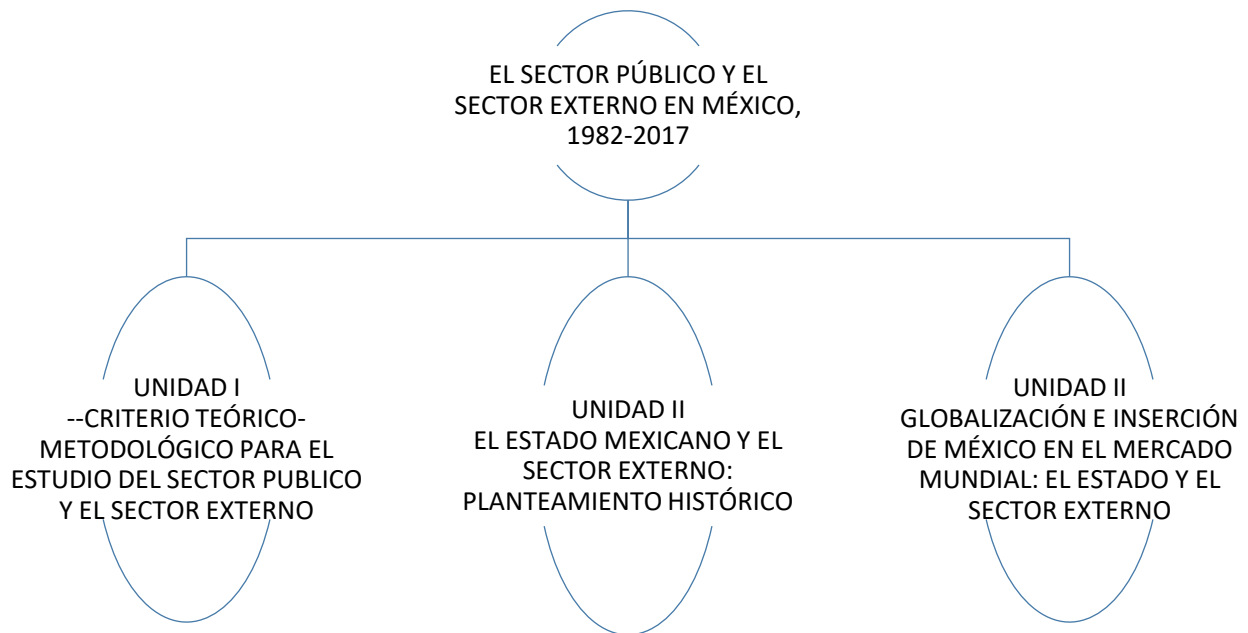 EL SECTOR PÚBLICO Y EL
SECTOR EXTERNO EN MÉXICO,
1982-2017
UNIDAD I
--CRITERIO TEÓRICO-
METODOLÓGICO PARA EL
ESTUDIO DEL SECTOR PUBLICO
Y EL SECTOR EXTERNO
UNIDAD II
EL ESTADO MEXICANO Y EL
SECTOR EXTERNO:
PLANTEAMIENTO HISTÓRICO
UNIDAD II
GLOBALIZACIÓN E INSERCIÓN
DE MÉXICO EN EL MERCADO
MUNDIAL: EL ESTADO Y EL
SECTOR EXTERNO